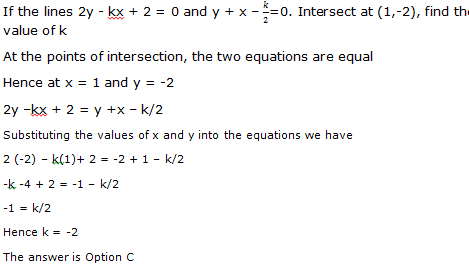 If the lines 2y - kx + 2 = 0 and y + x - k/2=0. Intersect at (1,-2), find the
value of k
At the points of intersection, the two equations are equal
Hence at x = 1 and y = -2
2y –kx + 2 = y +x – k/2
Substituting the values of x and y into the equations we have
2 (-2) – k(1)+ 2 = -2 + 1 – k/2
-k -4 + 2 = -1 – k/2
-1 = k/2
Hence k = -2
The answer is Option C